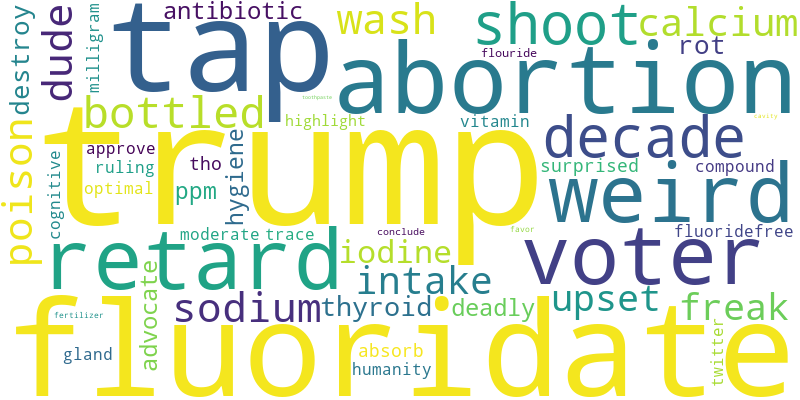 antibiotic
destroy
dude
milligram
tap
wash
shoot
calcium
flouride
rot
abortion
toothpaste
cavity
bottled
highlight
vitamin
trump
decade
poison
approve
tho
hygiene
ruling
optimal
ppm
cognitive
surprised
compound
weird
retard
moderate
trace
conclude
favor
fluoridefree
iodine
voter
intake
advocate
sodium
thyroid
deadly
upset
freak
fluoridate
fertilizer
gland
absorb
humanity
twitter